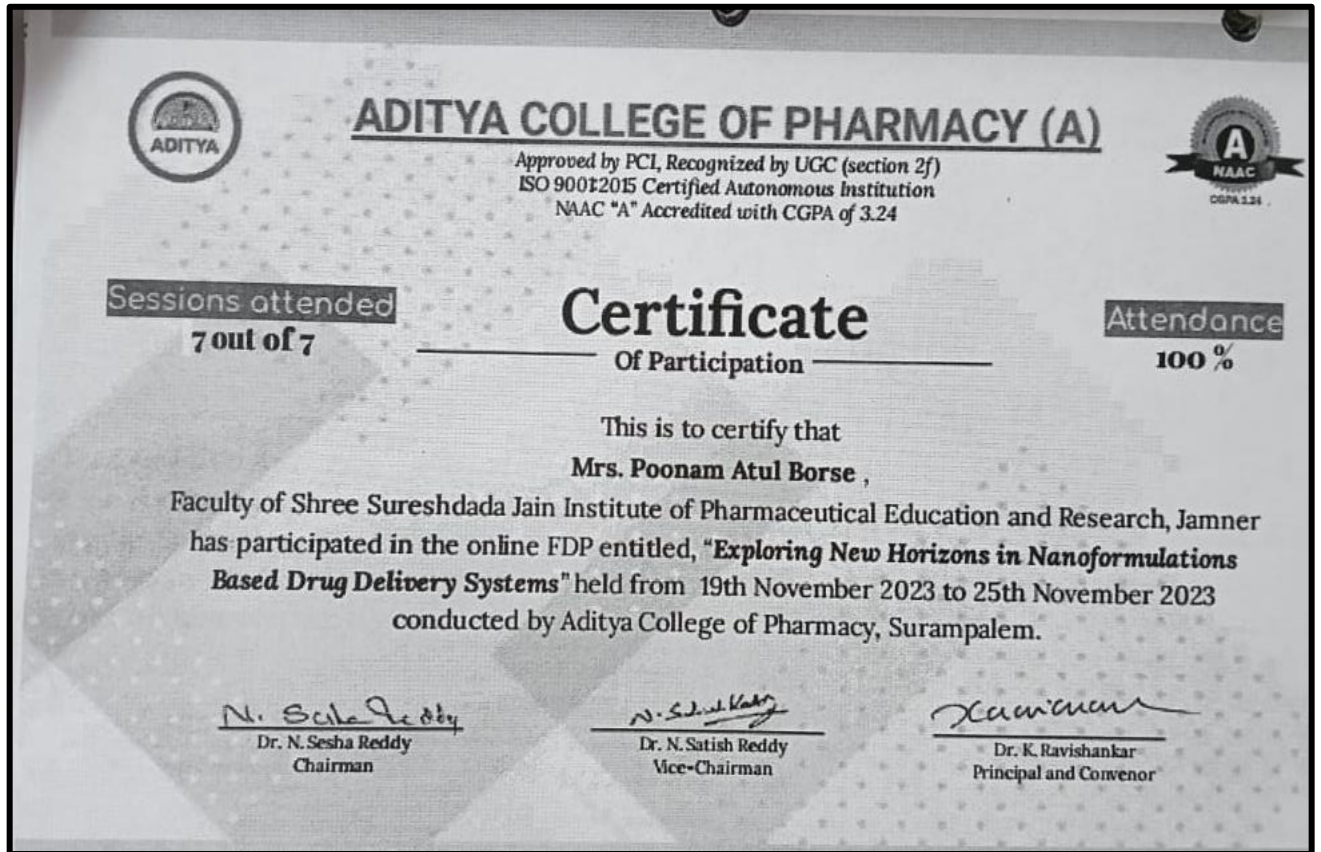 ADITYA
ADITYA COLLEGE OF PHARMACY (A)
Approved by PCI, Recognized by UGC (section 2f)
ISO 9001:2015 Certified Autonomous Institution
NAAC "A" Accredited with CGPA of 3.24
A
NAAC
CGPA 3.24
Sessions attended
7 out of 7
Certificate
Of Participation
Attendance
100 %
This is to certify that
Mrs. Poonam Atul Borse ,
Faculty of Shree Sureshdada Jain Institute of Pharmaceutical Education and Research, Jamner
has participated in the online FDP entitled, "Exploring New Horizons in Nanoformulations
Based Drug Delivery Systems" held from 19th November 2023 to 25th November 2023
conducted by Aditya College of Pharmacy, Surampalem.
Dr. N. Sesha Reddy
Chairman
Dr. N. Satish Reddy
Vice-Chairman
Dr. K. Ravishankar
Principal and Convenor